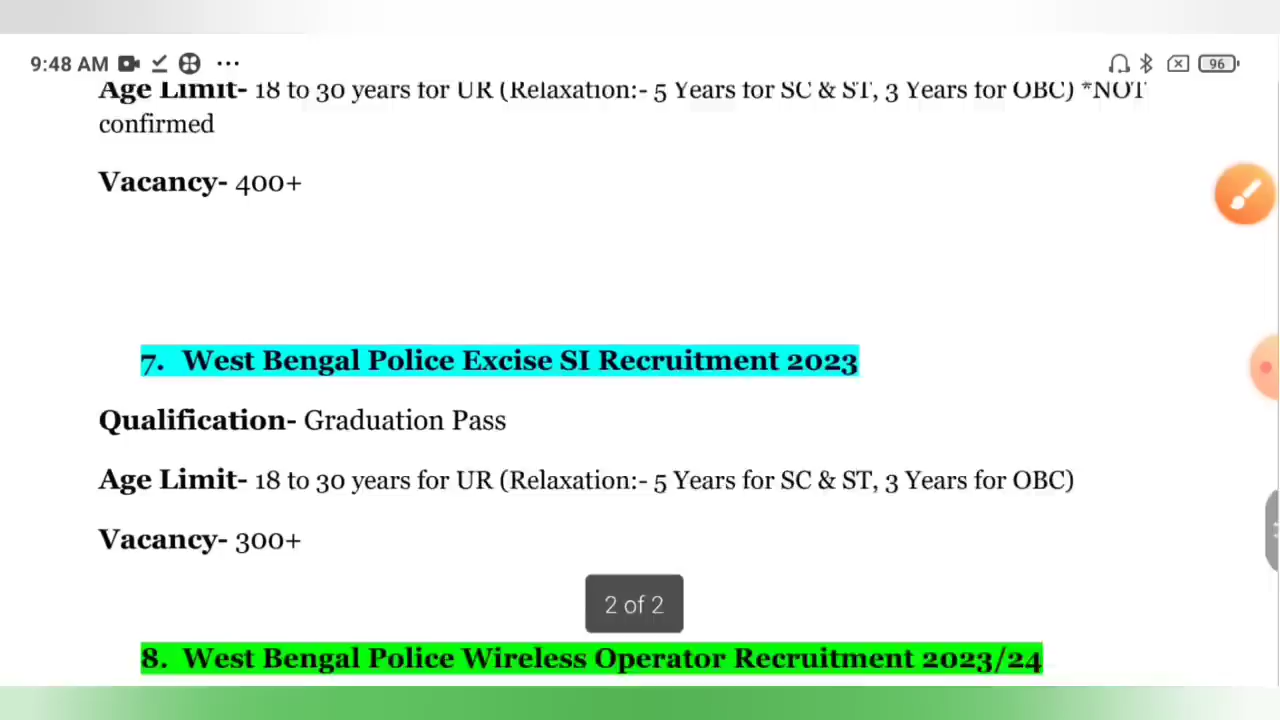 9:48 AM ...
96
Age Limit- 18 to 30 years for UR (Relaxation:- 5 Years for SC & ST, 3 Years for OBC) *NOT
confirmed
Vacancy- 400+
7. West Bengal Police Excise SI Recruitment 2023
Qualification- Graduation Pass
Age Limit- 18 to 30 years for UR (Relaxation:- 5 Years for SC & ST, 3 Years for OBC)
Vacancy- 300+
2 of 2
8. West Bengal Police Wireless Operator Recruitment 2023/24